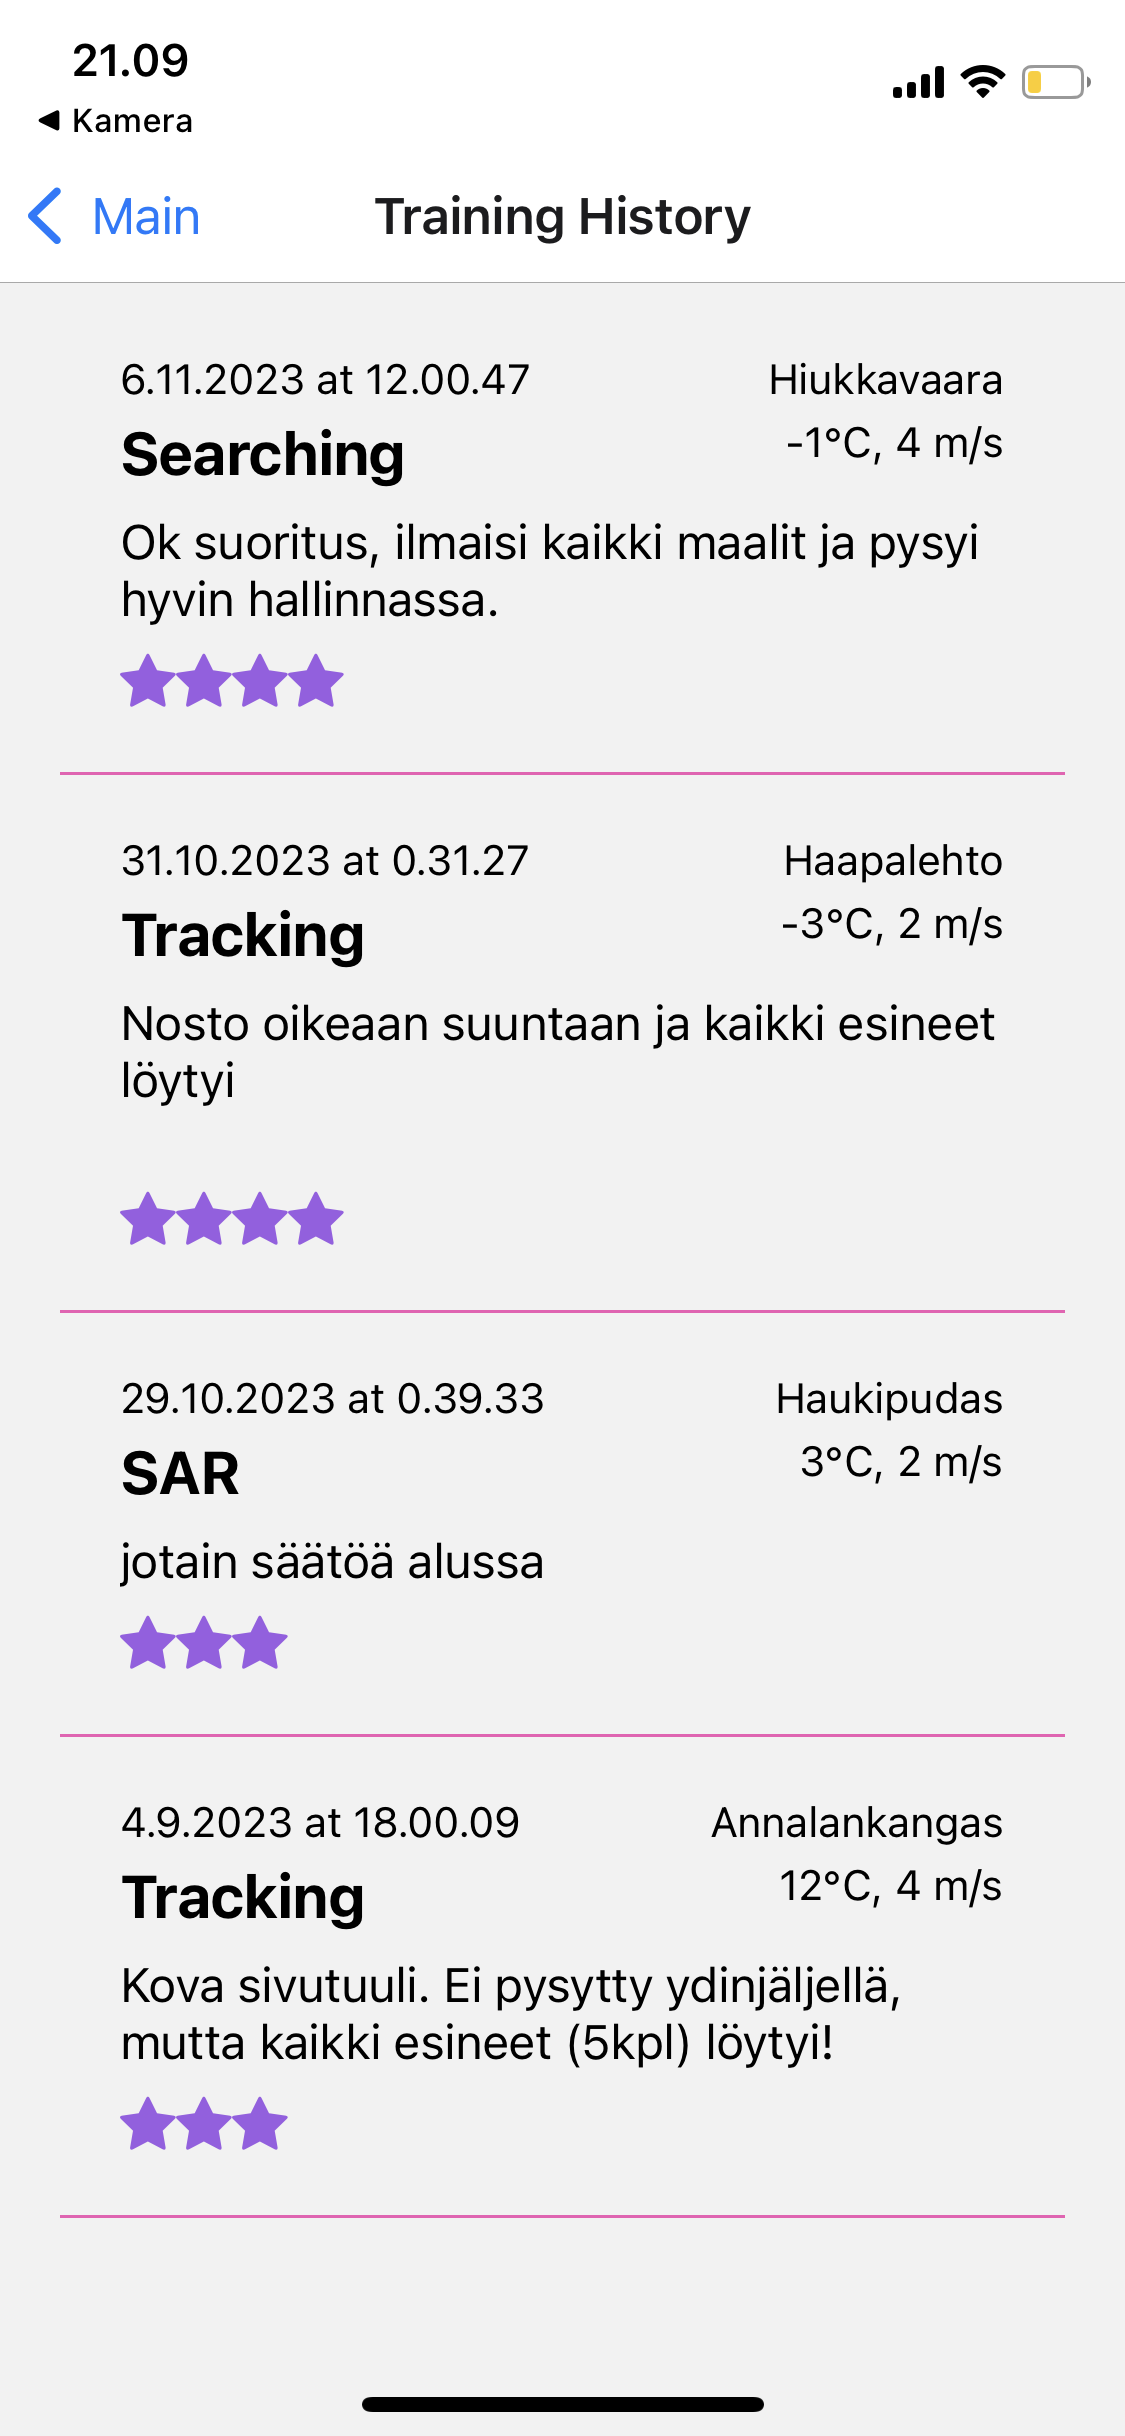 21.09
◀ Kamera
Main
Training History
6.11.2023 at 12.00.47
Hiukkavaara
Searching
-1°C, 4 m/s
Ok suoritus, ilmaisi kaikki maalit ja pysyi
hyvin hallinnassa.
31.10.2023 at 0.31.27
Haapalehto
Tracking
-3°C, 2 m/s
Nosto oikeaan suuntaan ja kaikki esineet
löytyi
29.10.2023 at 0.39.33
Haukipudas
SAR
3°C, 2 m/s
jotain säätöä alussa
4.9.2023 at 18.00.09
Annalankangas
Tracking
12°C, 4 m/s
Kova sivutuuli. Ei pysytty ydinjäljellä,
mutta kaikki esineet (5kpl) löytyi!